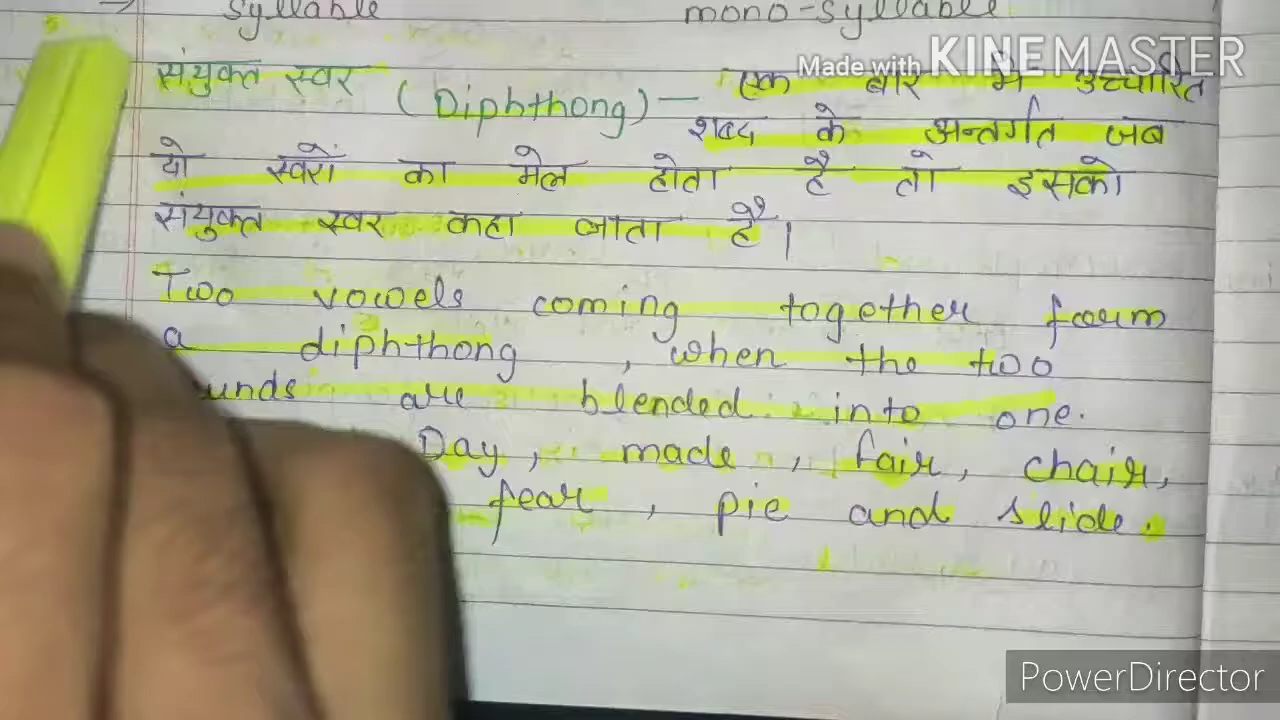 syllable mono-syllable
Made with KINEMASTER
संयुक्त स्वर (Diphthong) — एक बार मे उच्चारित
शब्द के अन्तर्गत जब
दो स्वरों का मेल होता है तो इसको
संयुक्त स्वर कहा जाता है।
Two vowels coming together form
a diphthong, when the two
unds are blended into one.
Day, made, fair, chair,
fear, pie and slide.
PowerDirector